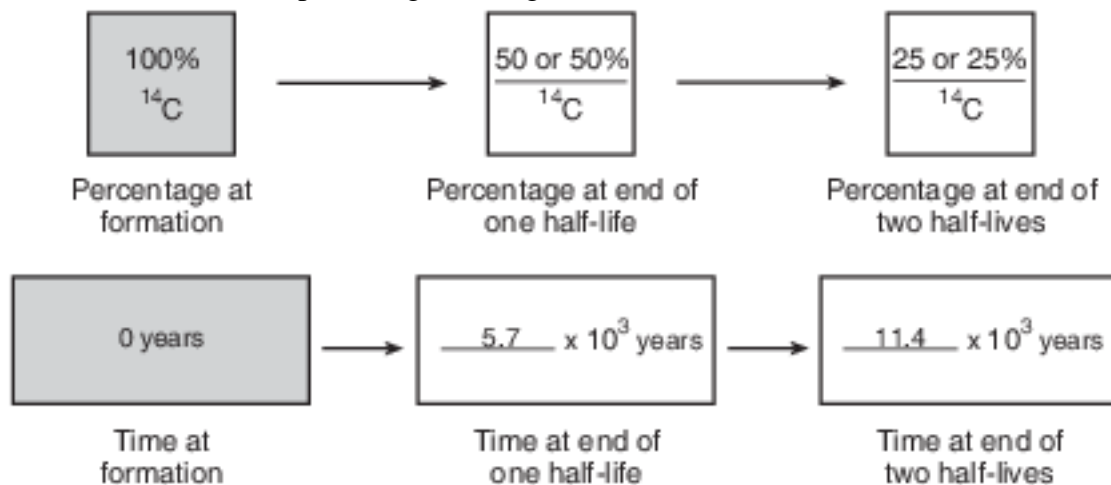 100%
¹⁴C
50 or 50%
¹⁴C
25 or 25%
¹⁴C
Percentage at
formation
Percentage at end of
one half-life
Percentage at end of
two half-lives
0 years
5.7 x 10³ years
11.4 x 10³ years
Time at
formation
Time at end of
one half-life
Time at end of
two half-lives